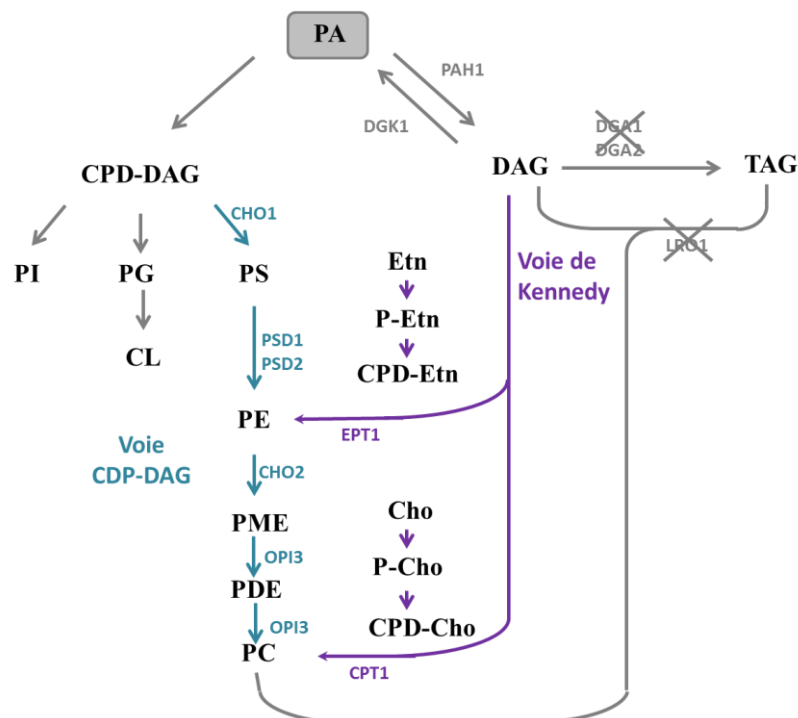 PA
PAH1
DGK1
DGA1
DGA2
CPD-DAG
DAG
TAG
CHO1
LRO1
PI
PG
PS
Etn
Voie de
Kennedy
P-Etn
PSD1
PSD2
CL
CPD-Etn
PE
EPT1
Voie
CDP-DAG
CHO2
PME
Cho
OPI3
P-Cho
PDE
OPI3
CPD-Cho
PC
CPT1